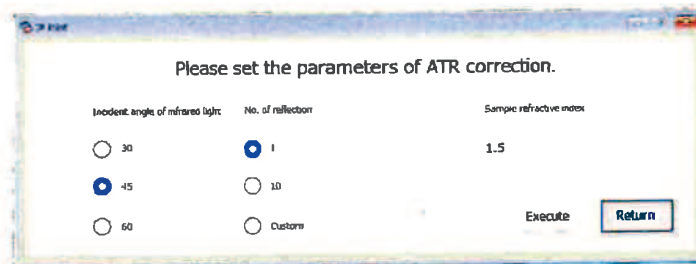 Please set the parameters of ATR correction.
Incident angle of infrared light No. of reflection Sample refractive index
30 1 1.5
45 10
60 Custom
Execute Return